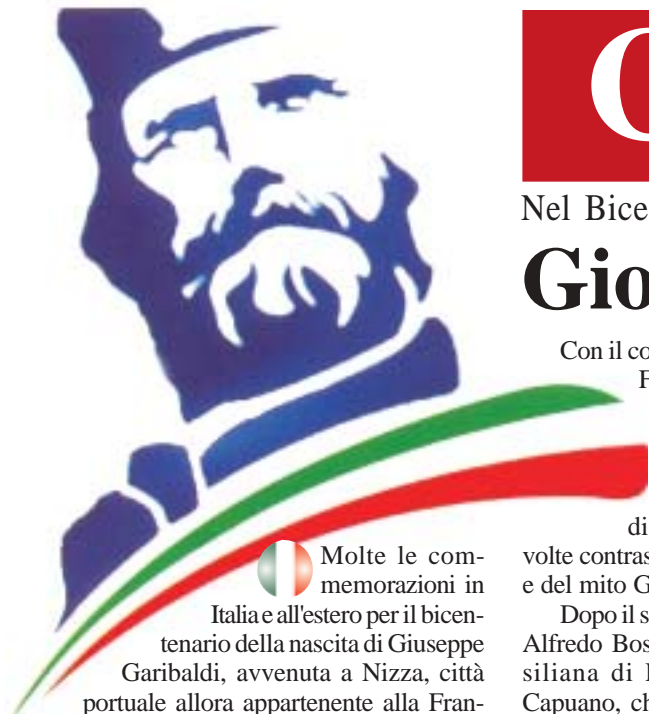 Nel Bice
Gio
Con il co
F
di
volte contras
e del mito G
Dopo il s
Alfredo Bos
siliana di
Capuano, ch
Molte le com-
memorazioni in
Italia e all'estero per il bicen-
tenario della nascita di Giuseppe
Garibaldi, avvenuta a Nizza, città
portuale allora appartenente alla Fran-